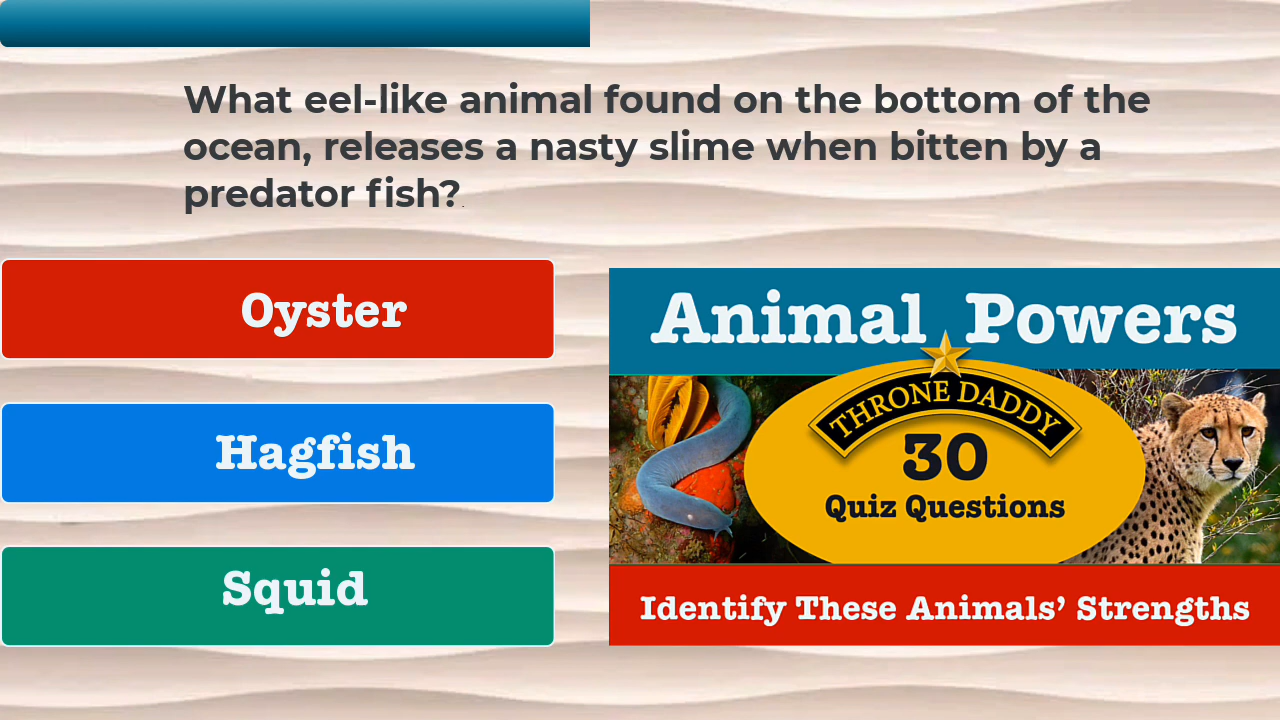 What eel-like animal found on the bottom of the
ocean, releases a nasty slime when bitten by a
predator fish?
Oyster
Hagfish
Squid
Animal Powers
THRONE DADDY
30
Quiz Questions
Identify These Animals’ Strengths